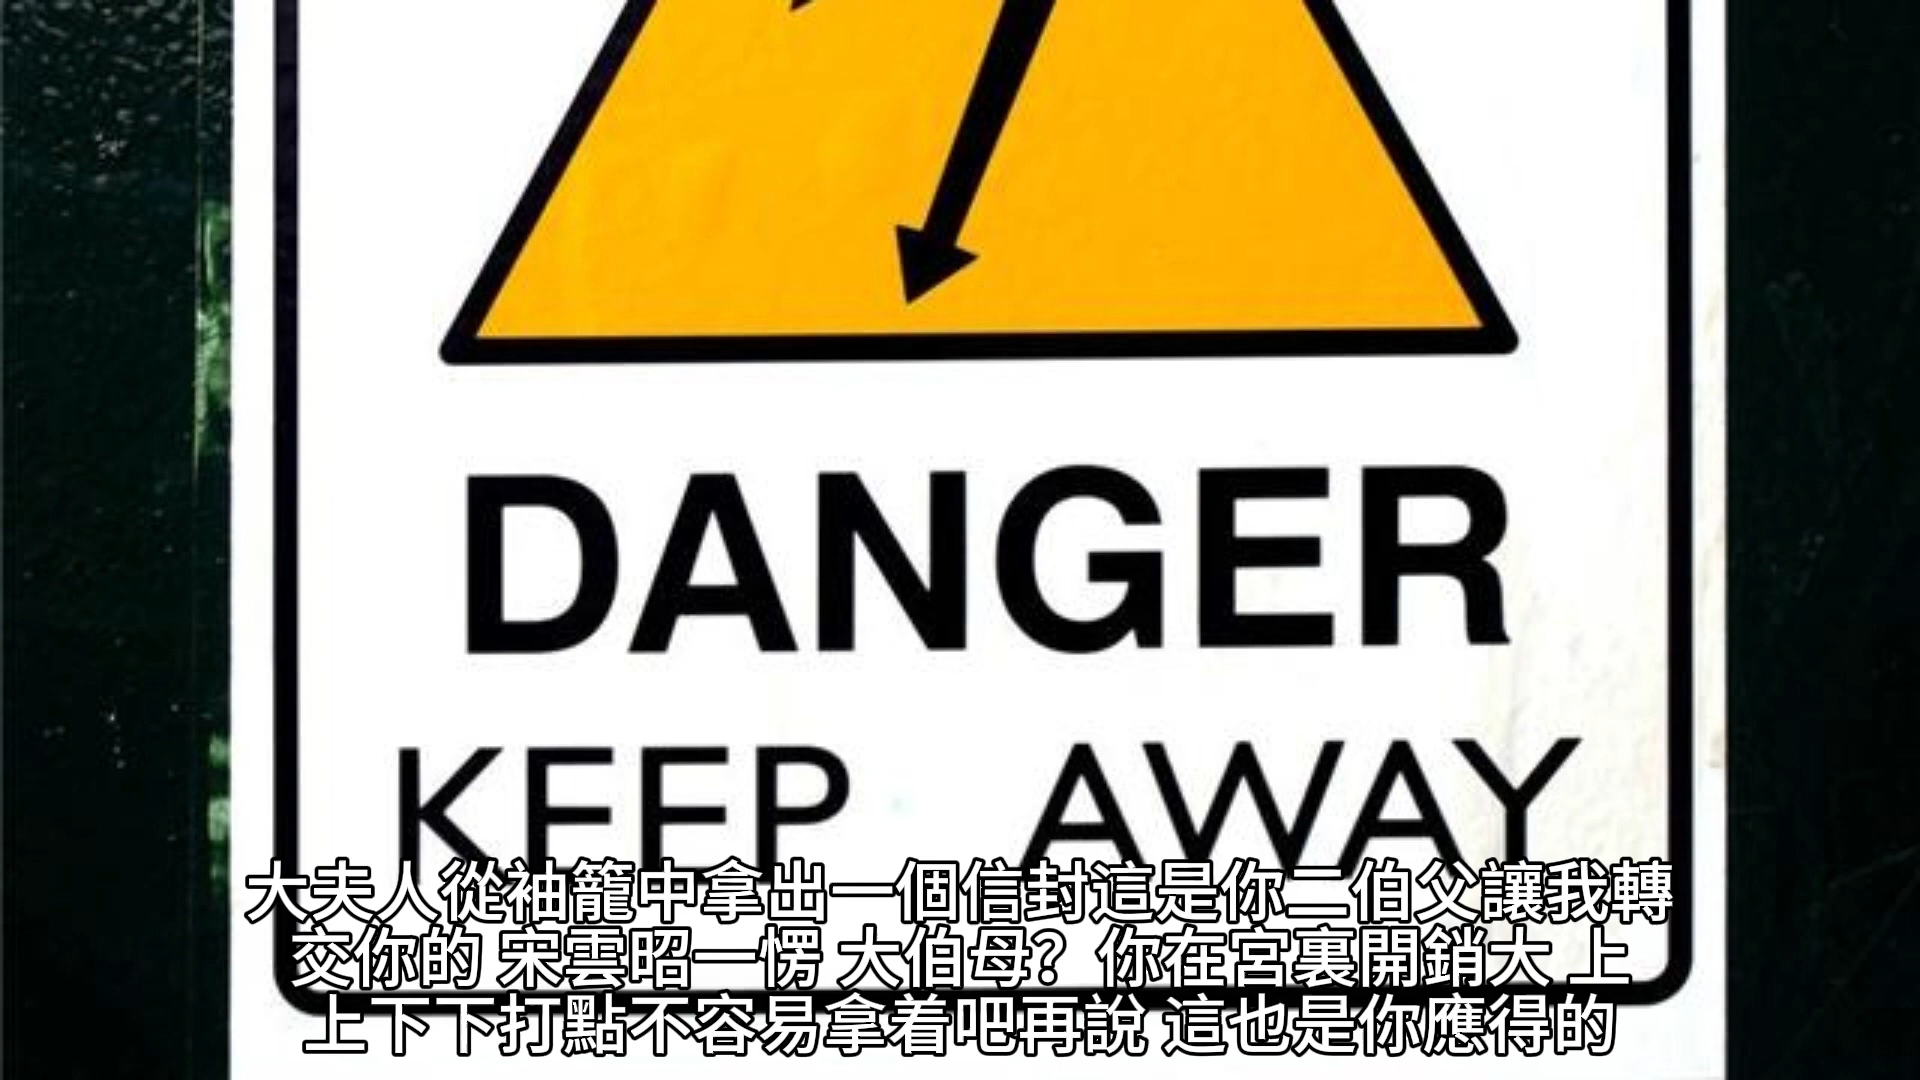 DANGER
KEEP AWAY
大夫人從袖籠中拿出一個信封這是你二伯父讓我轉
交你的 宋雲昭一愣 大伯母？你在宮裏開銷大 上
上下下打點不容易拿着吧再說 這也是你應得的